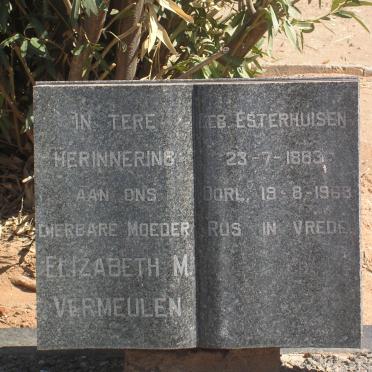 IN TERE
HERINNERING
AAN ONS
DIERBARE MOEDER
ELIZABETH M.
VERMEULEN
GEB. ESTERHUISEN
23-7-1883
OORL. 19-8-1968
RUS IN VREDE.